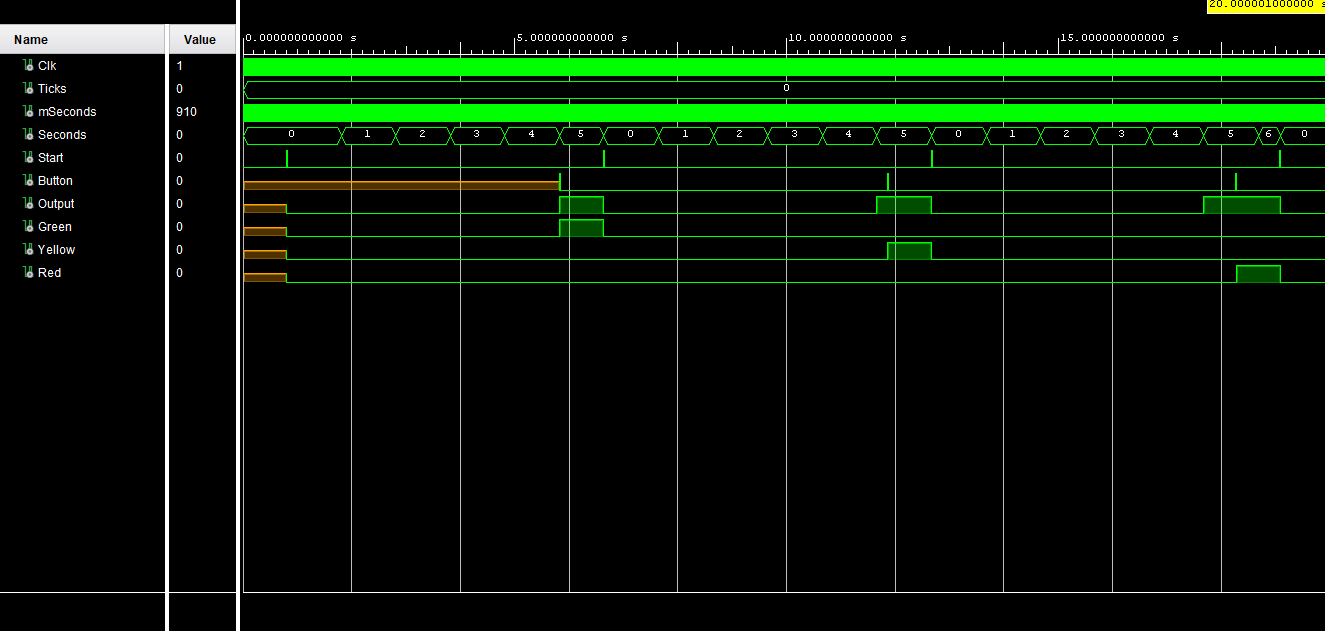 20.000001000000 s
Name Value
0.000000000000 s 5.000000000000 s 10.000000000000 s 15.000000000000 s
Clk 1
Ticks 0 0
mSeconds 910
Seconds 0 0 1 2 3 4 5 0 1 2 3 4 5 0 1 2 3 4 5 6 0
Start 0
Button 0
Output 0
Green 0
Yellow 0
Red 0